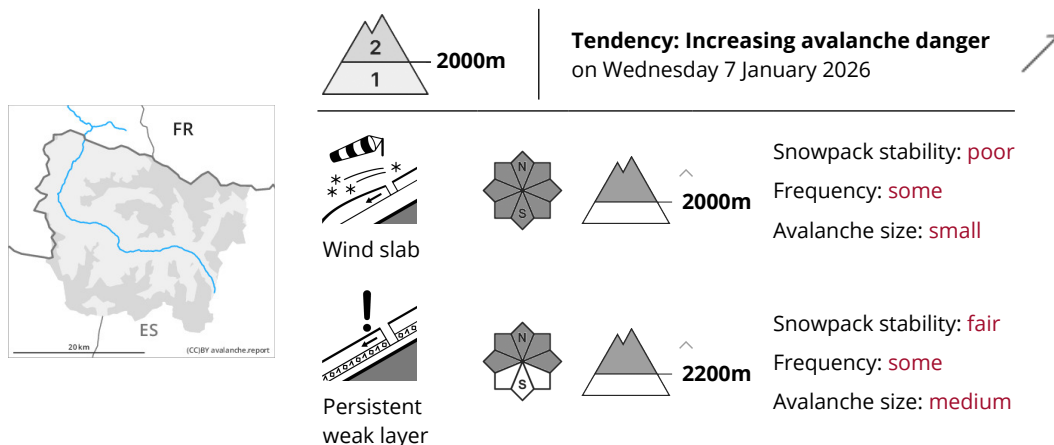 2
1
2000m
Tendency: Increasing avalanche danger
on Wednesday 7 January 2026
FR
ES
20 km
(CC)BY avalanche.report
Wind slab
N
S
2000m
Snowpack stability: poor
Frequency: some
Avalanche size: small
Persistent
weak layer
N
S
2200m
Snowpack stability: fair
Frequency: some
Avalanche size: medium